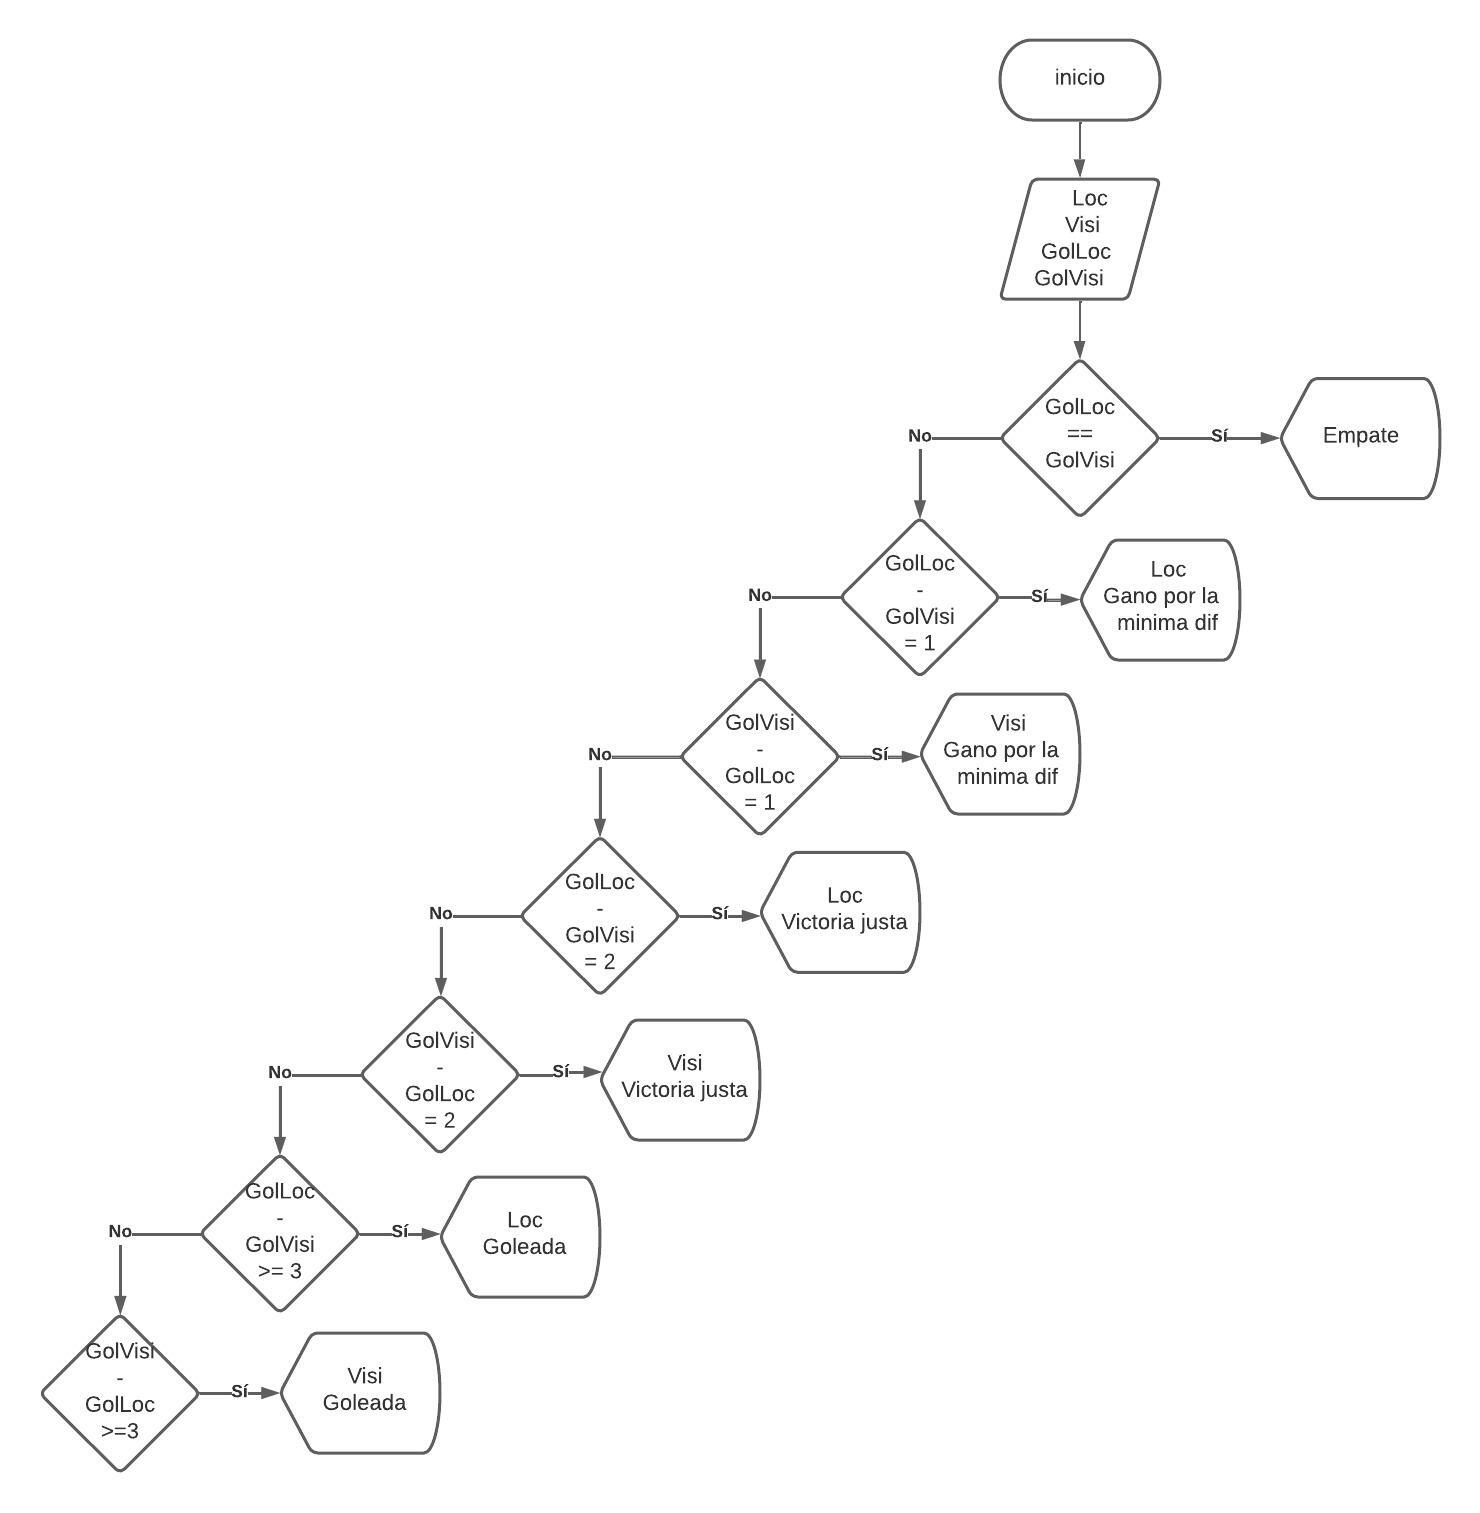 inicio
Loc
Visi
GolLoc
GolVisi
GolLoc
==
GolVisi
No
Sí
Empate
GolLoc
-
GolVisi
= 1
No
Sí
Loc
Gano por la
minima dif
GolVisi
-
GolLoc
= 1
No
Sí
Visi
Gano por la
minima dif
GolLoc
-
GolVisi
= 2
No
Sí
Loc
Victoria justa
GolVisi
-
GolLoc
= 2
No
Sí
Visi
Victoria justa
GolLoc
-
GolVisi
>= 3
No
Sí
Loc
Goleada
GolVisi
-
GolLoc
>=3
Sí
Visi
Goleada